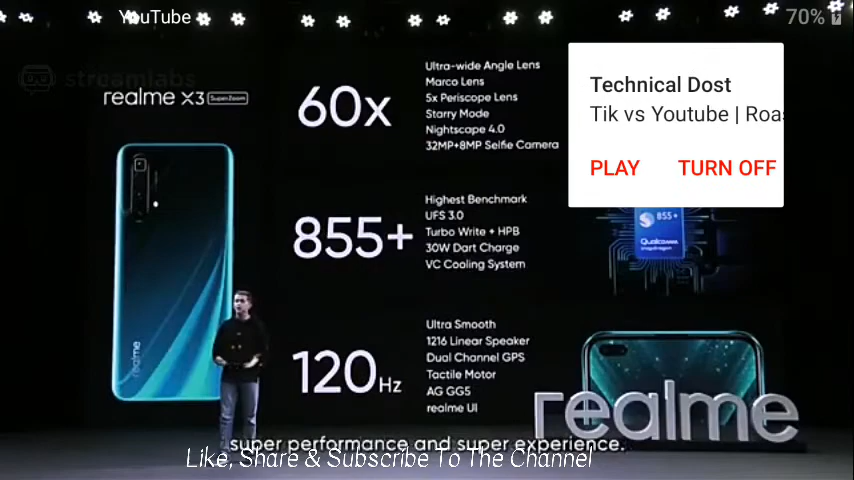 YouTube
70%
streamlabs
realme X3 SuperZoom
60x
Ultra-wide Angle Lens
Marco Lens
5x Periscope Lens
Starry Mode
Nightscape 4.0
32MP+8MP Selfie Camera
Technical Dost
Tik vs Youtube | Roas
PLAY TURN OFF
855+
Highest Benchmark
UFS 3.0
Turbo Write + HPB
30W Dart Charge
VC Cooling System
855+
Qualcomm
snapdragon
realme
120Hz
Ultra Smooth
1216 Linear Speaker
Dual Channel GPS
Tactile Motor
AG GG5
realme UI
realme
super performance and super experience.
Like, Share & Subscribe To The Channel